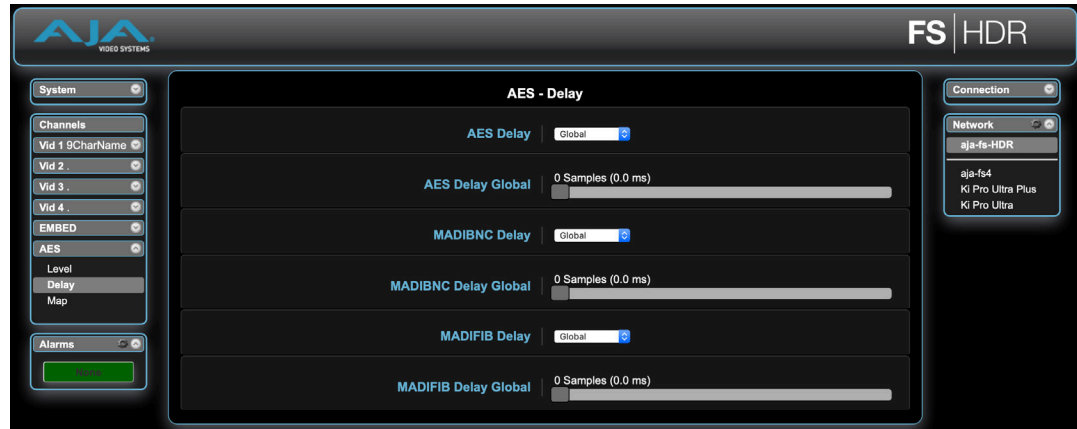 AJA
VIDEO SYSTEMS
FS|HDR
System
Channels
Vid 1 9CharName
Vid 2 .
Vid 3 .
Vid 4 .
EMBED
AES
Level
Delay
Map
Alarms
None
AES - Delay
AES Delay
Global
AES Delay Global
0 Samples (0.0 ms)
MADIBNC Delay
Global
MADIBNC Delay Global
0 Samples (0.0 ms)
MADIFIB Delay
Global
MADIFIB Delay Global
0 Samples (0.0 ms)
Connection
Network
aja-fs-HDR
aja-fs4
Ki Pro Ultra Plus
Ki Pro Ultra